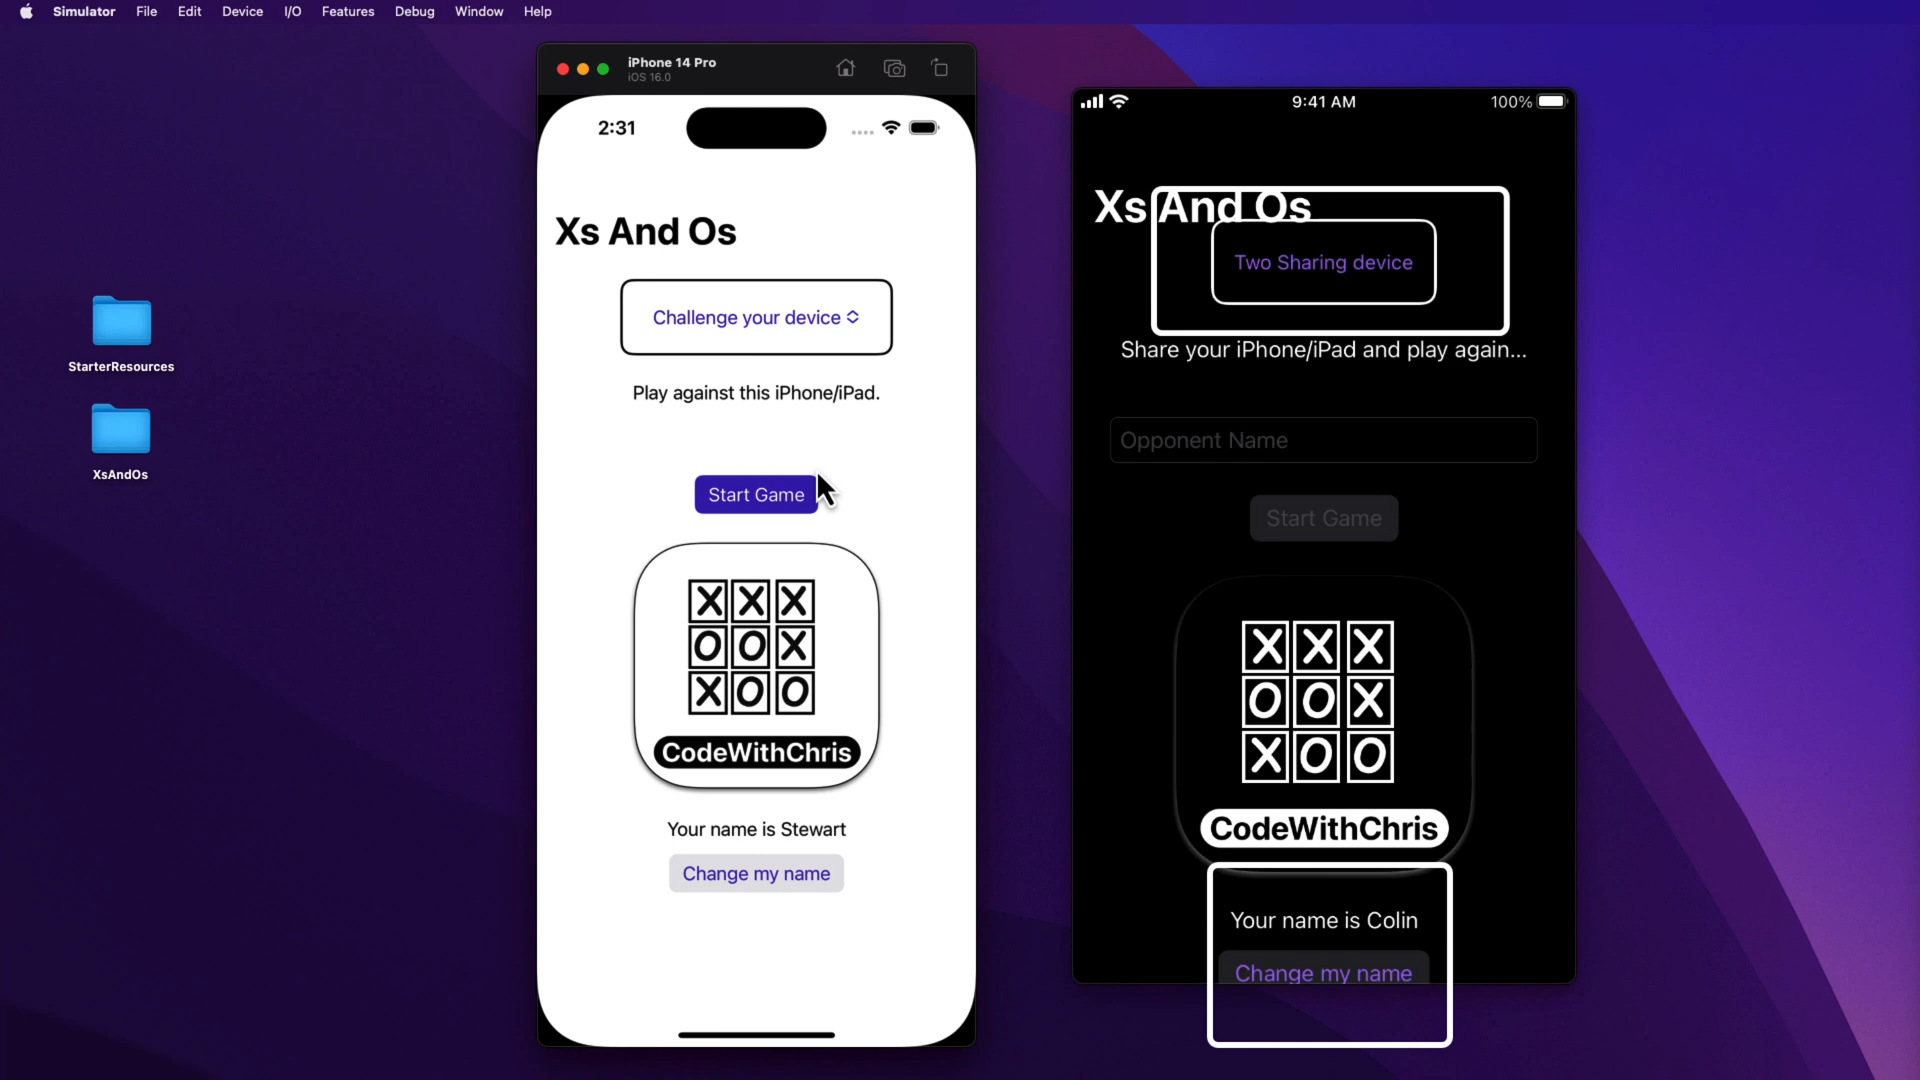 Simulator File Edit Device I/O Features Debug Window Help
StarterResources
XsAndOs
iPhone 14 Pro
iOS 16.0
2:31
Xs And Os
Challenge your device
Play against this iPhone/iPad.
Start Game
X X X
O O X
X O O
CodeWithChris
Your name is Stewart
Change my name
9:41 AM 100%
Xs And Os
Two Sharing device
Share your iPhone/iPad and play again...
Opponent Name
Start Game
X X X
O O X
X O O
CodeWithChris
Your name is Colin
Change my name